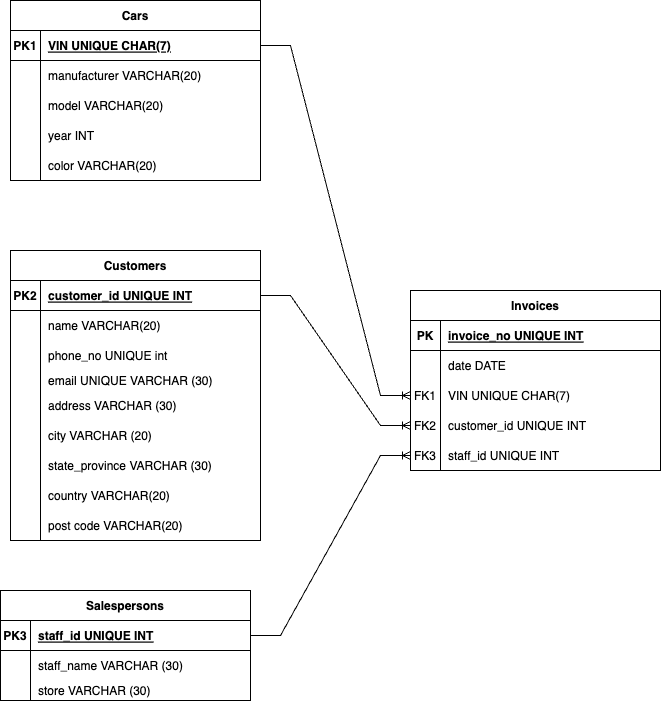 Cars
PK1 VIN UNIQUE CHAR(7)
manufacturer VARCHAR(20)
model VARCHAR(20)
year INT
color VARCHAR(20)
Customers
PK2 customer_id UNIQUE INT
name VARCHAR(20)
phone_no UNIQUE int
email UNIQUE VARCHAR (30)
address VARCHAR (30)
city VARCHAR (20)
state_province VARCHAR (30)
country VARCHAR(20)
post code VARCHAR(20)
Invoices
PK invoice_no UNIQUE INT
date DATE
FK1 VIN UNIQUE CHAR(7)
FK2 customer_id UNIQUE INT
FK3 staff_id UNIQUE INT
Salespersons
PK3 staff_id UNIQUE INT
staff_name VARCHAR (30)
store VARCHAR (30)